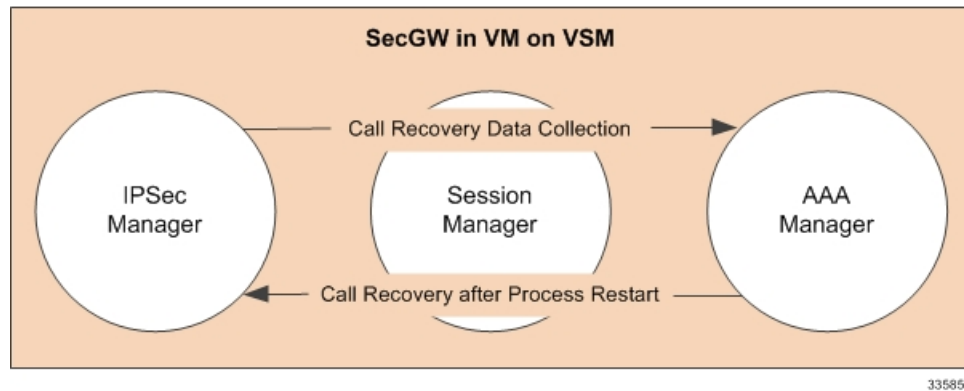 SecGW in VM on VSM
Call Recovery Data Collection
IPSec
Manager
Session
Manager
AAA
Manager
Call Recovery after Process Restart
33585